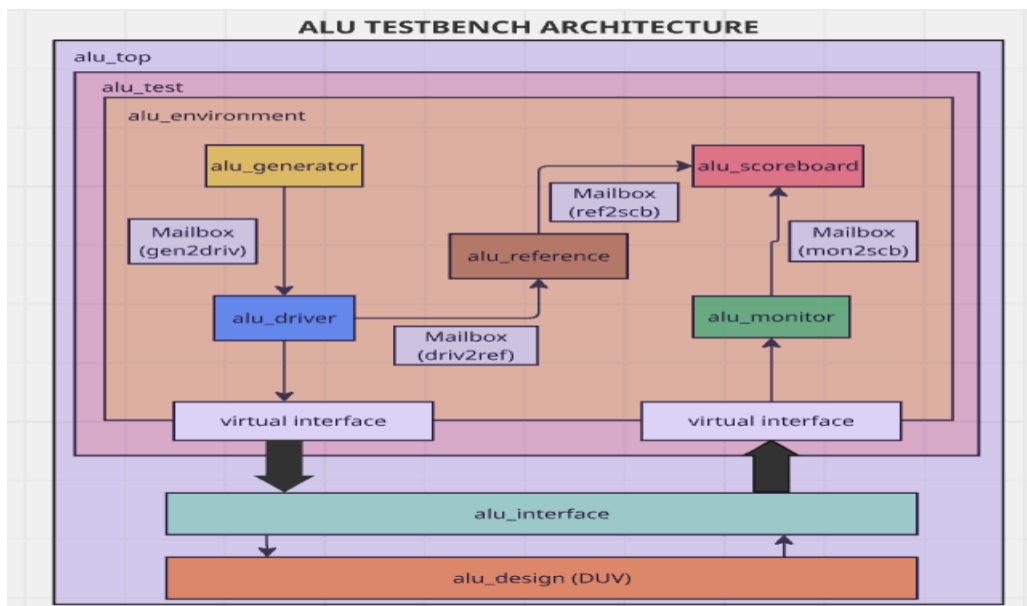 ALU TESTBENCH ARCHITECTURE
alu_top
alu_test
alu_environment
alu_generator
alu_scoreboard
Mailbox
(gen2driv)
Mailbox
(ref2scb)
Mailbox
(mon2scb)
alu_reference
alu_driver
alu_monitor
Mailbox
(driv2ref)
virtual interface
virtual interface
alu_interface
alu_design (DUV)